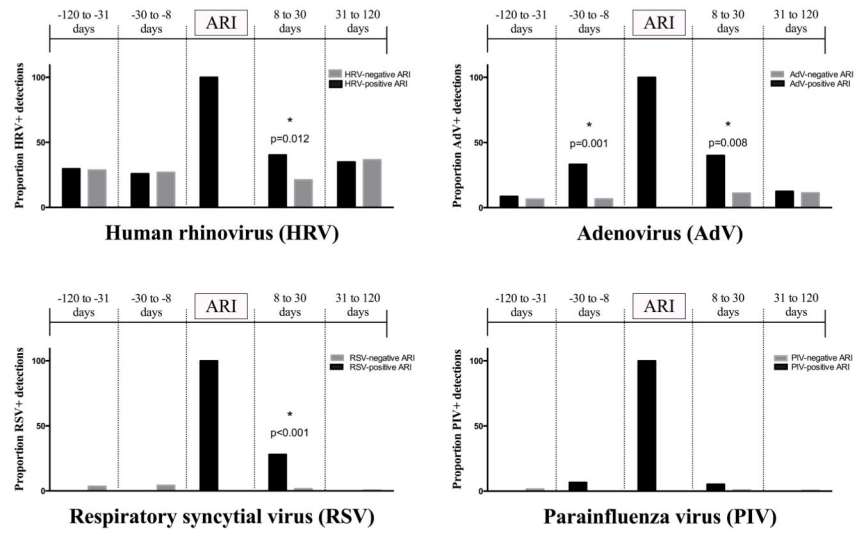 -120 to -31
days
-30 to -8
days
ARI
8 to 30
days
31 to 120
days
Proportion HRV+ detections
100
50
0
HRV-negative ARI
HRV-positive ARI
*
p=0.012
Human rhinovirus (HRV)
-120 to -31
days
-30 to -8
days
ARI
8 to 30
days
31 to 120
days
Proportion AdV+ detections
100
50
0
AdV-negative ARI
AdV-positive ARI
*
p=0.001
*
p=0.008
Adenovirus (AdV)
-120 to -31
days
-30 to -8
days
ARI
8 to 30
days
31 to 120
days
Proportion RSV+ detections
100
50
0
RSV-negative ARI
RSV-positive ARI
*
p<0.001
Respiratory syncytial virus (RSV)
-120 to -31
days
-30 to -8
days
ARI
8 to 30
days
31 to 120
days
Proportion PIV+ detections
100
50
0
PIV-negative ARI
PIV-positive ARI
Parainfluenza virus (PIV)